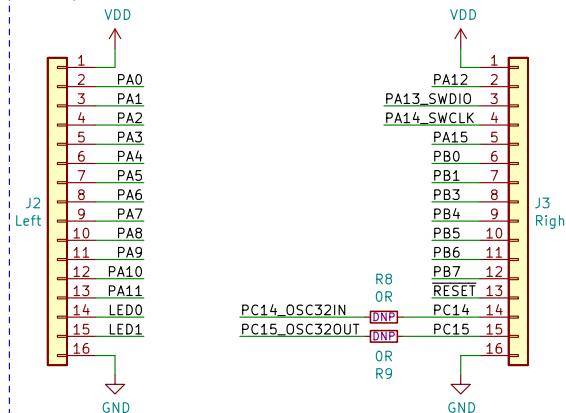 VDD
1
2 PA0
3 PA1
4 PA2
5 PA3
6 PA4
7 PA5
8 PA6
9 PA7
10 PA8
11 PA9
12 PA10
13 PA11
14 LED0
15 LED1
16
J2
Left
GND
VDD
1
PA12 2
PA13_SWDIO 3
PA14_SWCLK 4
PA15 5
PB0 6
PB1 7
PB3 8
PB4 9
PB5 10
PB6 11
PB7 12
RESET 13
R8
0R
PC14_OSC32IN DNP PC14 14
PC15_OSC32OUT DNP PC15 15
0R
R9
16
J3
Righ
GND